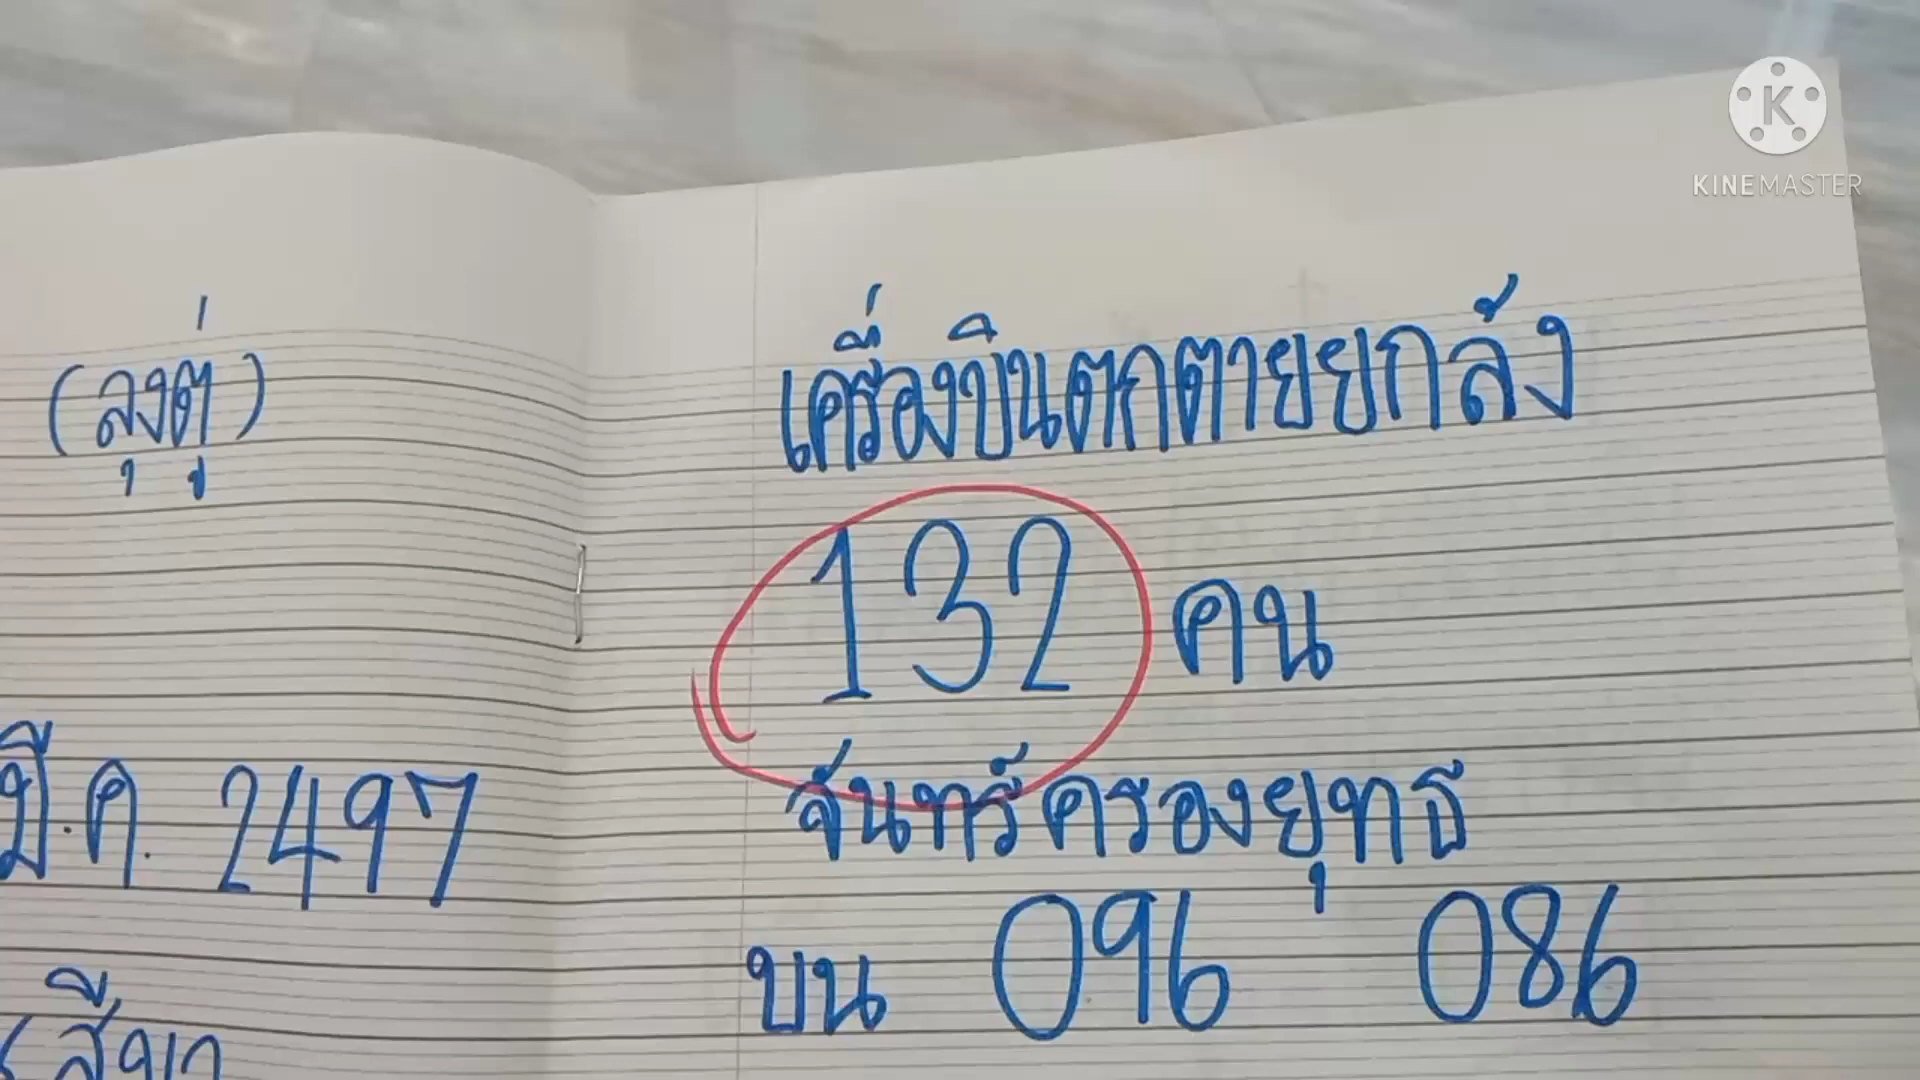 KINEMASTER
(ลุงตู่)
มี.ค. 2497
เครื่องบินตกตายยกลัง
132 คน
จันทร์ครองยุทธ
บน 096 086